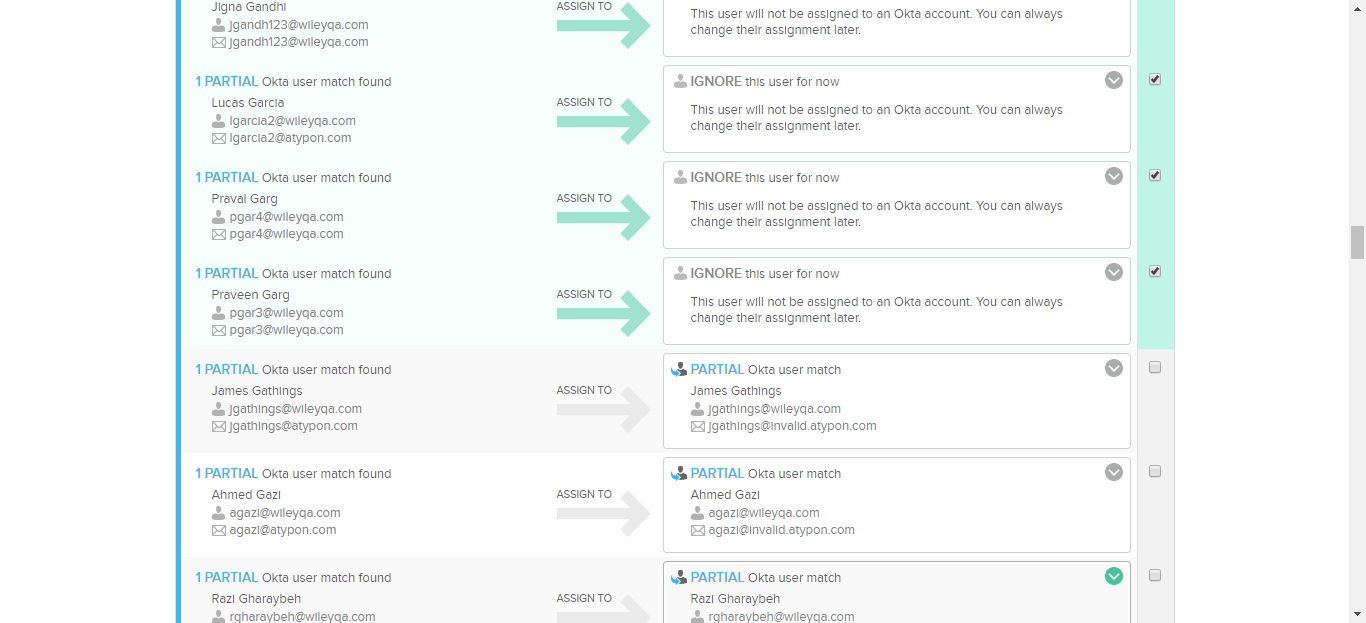 Jigna Gandhi
jgandh123@wileyqa.com
jgandh123@wileyqa.com
ASSIGN TO
This user will not be assigned to an Okta account. You can always
change their assignment later.
1 PARTIAL Okta user match found
Lucas Garcia
lgarcia2@wileyqa.com
lgarcia2@atypon.com
ASSIGN TO
IGNORE this user for now
This user will not be assigned to an Okta account. You can always
change their assignment later.
1 PARTIAL Okta user match found
Praval Garg
pgar4@wileyqa.com
pgar4@wileyqa.com
ASSIGN TO
IGNORE this user for now
This user will not be assigned to an Okta account. You can always
change their assignment later.
1 PARTIAL Okta user match found
Praveen Garg
pgar3@wileyqa.com
pgar3@wileyqa.com
ASSIGN TO
IGNORE this user for now
This user will not be assigned to an Okta account. You can always
change their assignment later.
1 PARTIAL Okta user match found
James Gathings
jgathings@wileyqa.com
jgathings@atypon.com
ASSIGN TO
PARTIAL Okta user match
James Gathings
jgathings@wileyqa.com
jgathings@invalid.atypon.com
1 PARTIAL Okta user match found
Ahmed Gazi
agazi@wileyqa.com
agazi@atypon.com
ASSIGN TO
PARTIAL Okta user match
Ahmed Gazi
agazi@wileyqa.com
agazi@invalid.atypon.com
1 PARTIAL Okta user match found
Razi Gharaybeh
rgharaybeh@wileyqa.com
ASSIGN TO
PARTIAL Okta user match
Razi Gharaybeh
rgharaybeh@wileyqa.com